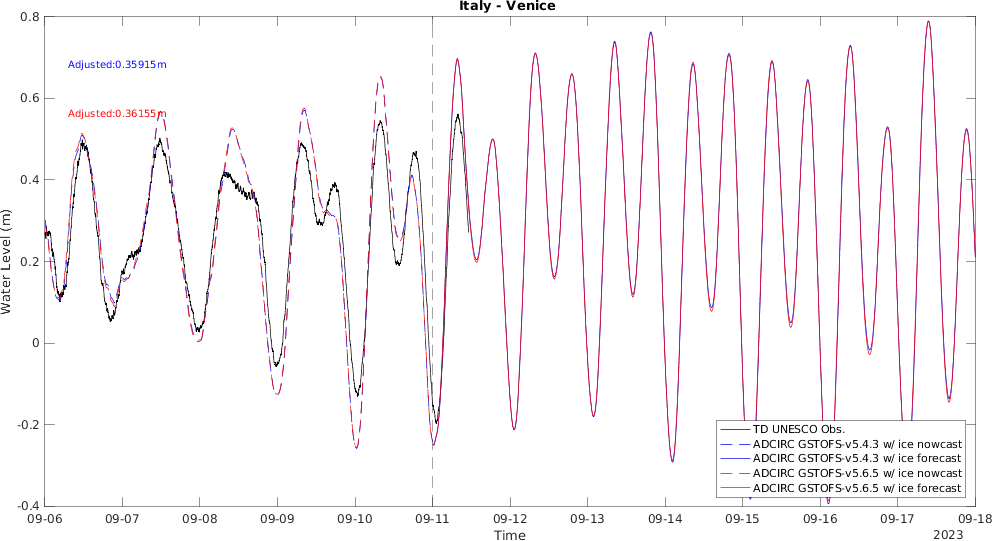 Italy - Venice
0.8
0.6
0.4
0.2
0
-0.2
-0.4
Water Level (m)
Adjusted:0.35915m
Adjusted:0.36155m
TD UNESCO Obs.
ADCIRC GSTOFS-v5.4.3 w/ ice nowcast
ADCIRC GSTOFS-v5.4.3 w/ ice forecast
ADCIRC GSTOFS-v5.6.5 w/ ice nowcast
ADCIRC GSTOFS-v5.6.5 w/ ice forecast
09-06 09-07 09-08 09-09 09-10 09-11 09-12 09-13 09-14 09-15 09-16 09-17 09-18
Time
2023